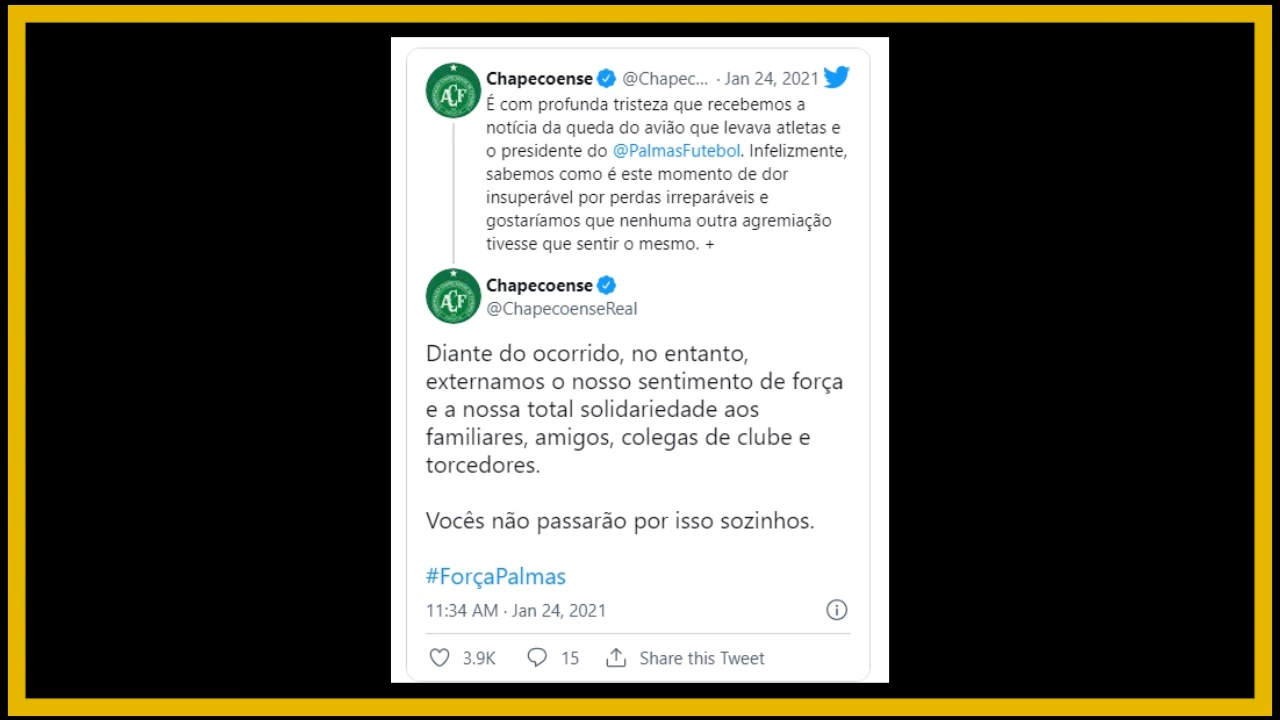 Chapecoense @Chapec... · Jan 24, 2021
É com profunda tristeza que recebemos a
notícia da queda do avião que levava atletas e
o presidente do @PalmasFutebol. Infelizmente,
sabemos como é este momento de dor
insuperável por perdas irreparáveis e
gostaríamos que nenhuma outra agremiação
tivesse que sentir o mesmo. +
Chapecoense
@ChapecoenseReal
Diante do ocorrido, no entanto,
externamos o nosso sentimento de força
e a nossa total solidariedade aos
familiares, amigos, colegas de clube e
torcedores.
Vocês não passarão por isso sozinhos.
#ForçaPalmas
11:34 AM · Jan 24, 2021
3.9K 15 Share this Tweet